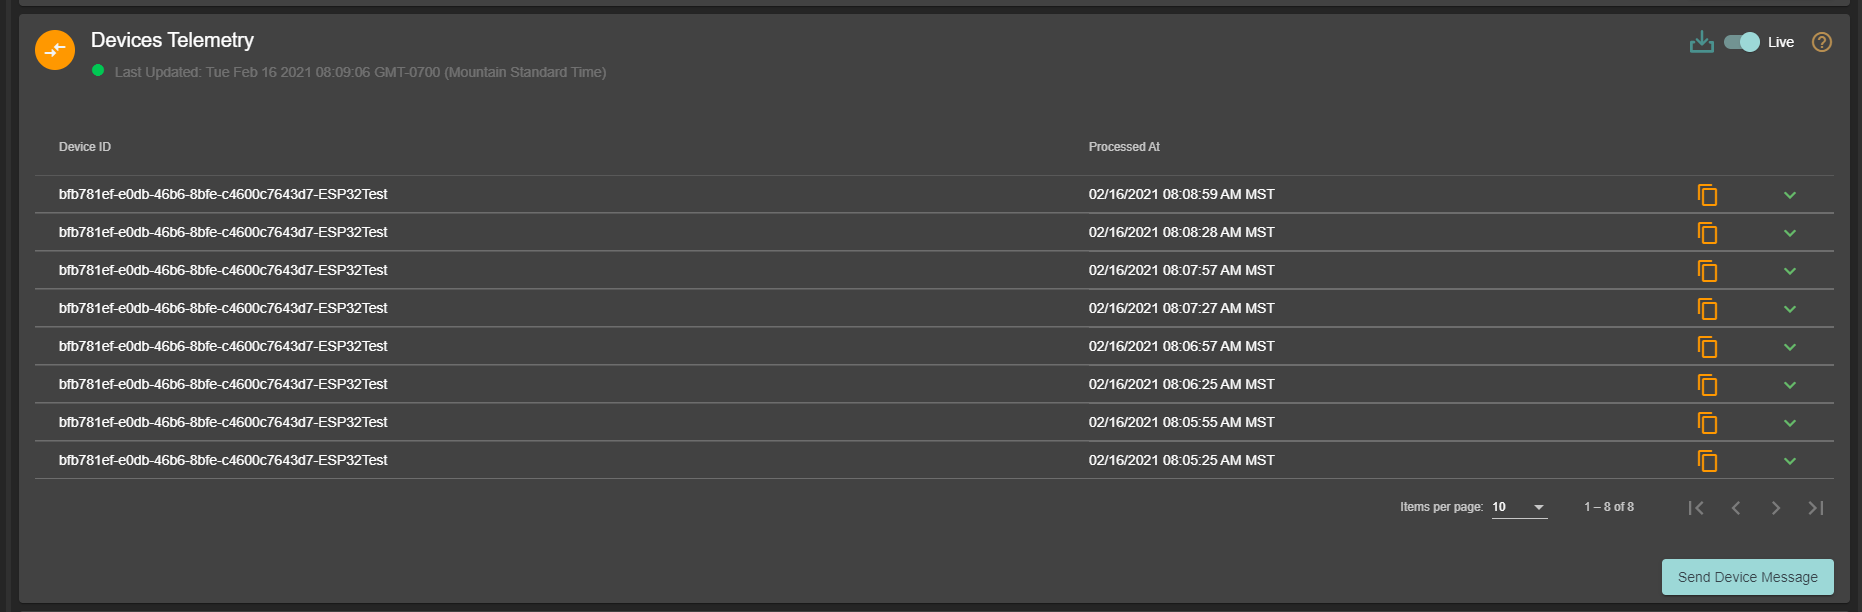 Devices Telemetry
Live
Last Updated: Tue Feb 16 2021 08:09:06 GMT-0700 (Mountain Standard Time)
Device ID Processed At
bfb781ef-e0db-46b6-8bfe-c4600c7643d7-ESP32Test 02/16/2021 08:08:59 AM MST
bfb781ef-e0db-46b6-8bfe-c4600c7643d7-ESP32Test 02/16/2021 08:08:28 AM MST
bfb781ef-e0db-46b6-8bfe-c4600c7643d7-ESP32Test 02/16/2021 08:07:57 AM MST
bfb781ef-e0db-46b6-8bfe-c4600c7643d7-ESP32Test 02/16/2021 08:07:27 AM MST
bfb781ef-e0db-46b6-8bfe-c4600c7643d7-ESP32Test 02/16/2021 08:06:57 AM MST
bfb781ef-e0db-46b6-8bfe-c4600c7643d7-ESP32Test 02/16/2021 08:06:25 AM MST
bfb781ef-e0db-46b6-8bfe-c4600c7643d7-ESP32Test 02/16/2021 08:05:55 AM MST
bfb781ef-e0db-46b6-8bfe-c4600c7643d7-ESP32Test 02/16/2021 08:05:25 AM MST
Items per page: 10 1 – 8 of 8
Send Device Message